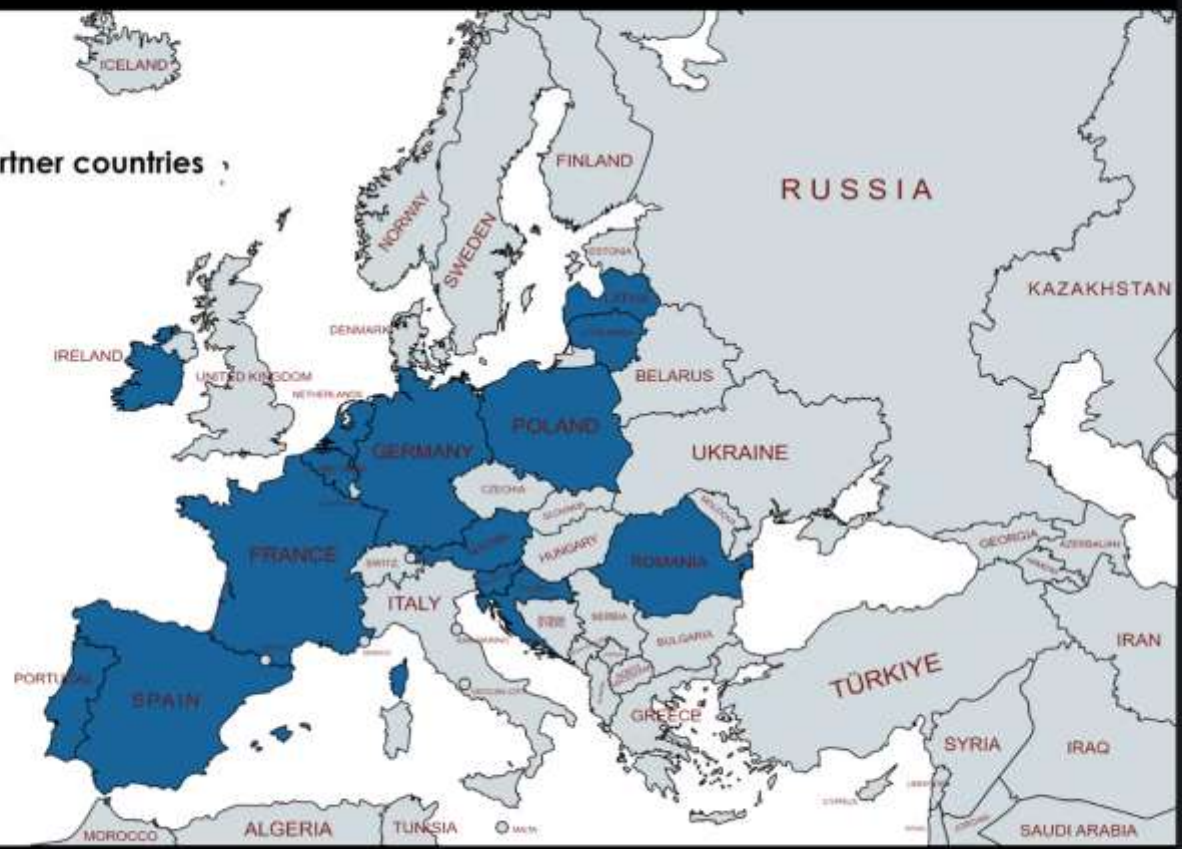 ICELAND
rtner countries
FINLAND
RUSSIA
NORWAY
SWEDEN
ESTONIA
KAZAKHSTAN
LATVIA
DENMARK
IRELAND
UNITED KINGDOM
BELARUS
NETHERLANDS
POLAND
GERMANY
UKRAINE
CZECHIA
MOLDOVA
HUNGARY
FRANCE
SWITZ.
AUSTRIA
ROMANIA
GEORGIA
AZERBAIJAN
ITALY
SERBIA
BULGARIA
IRAN
PORTUGAL
SPAIN
TÜRKIYE
GREECE
SYRIA
IRAQ
CYPRUS
MOROCCO
ALGERIA
TUNISIA
MALTA
JORDAN
SAUDI ARABIA